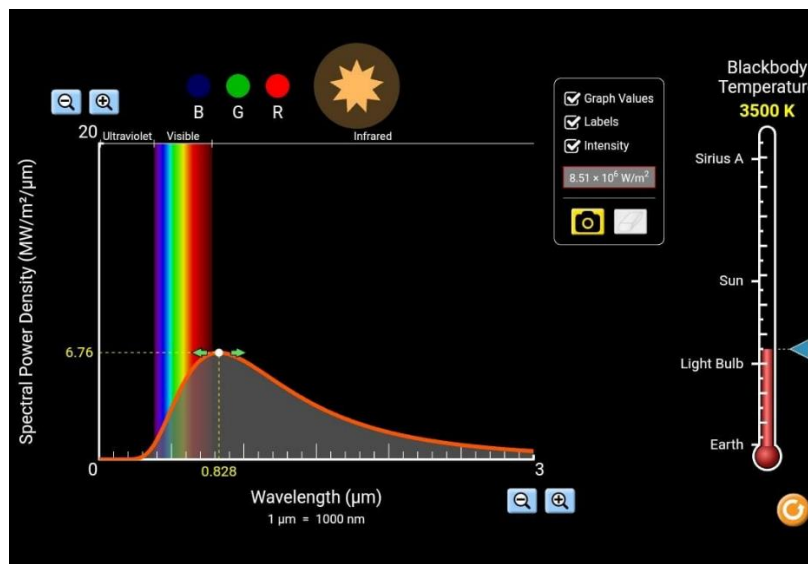 B G R
20
Ultraviolet Visible Infrared
Spectral Power Density (MW/m²/μm)
6.76
0
0.828
3
Wavelength (μm)
1 μm = 1000 nm
Graph Values
Labels
Intensity
8.51 × 10⁶ W/m²
Blackbody
Temperatur
3500 K
Sirius A
Sun
Light Bulb
Earth